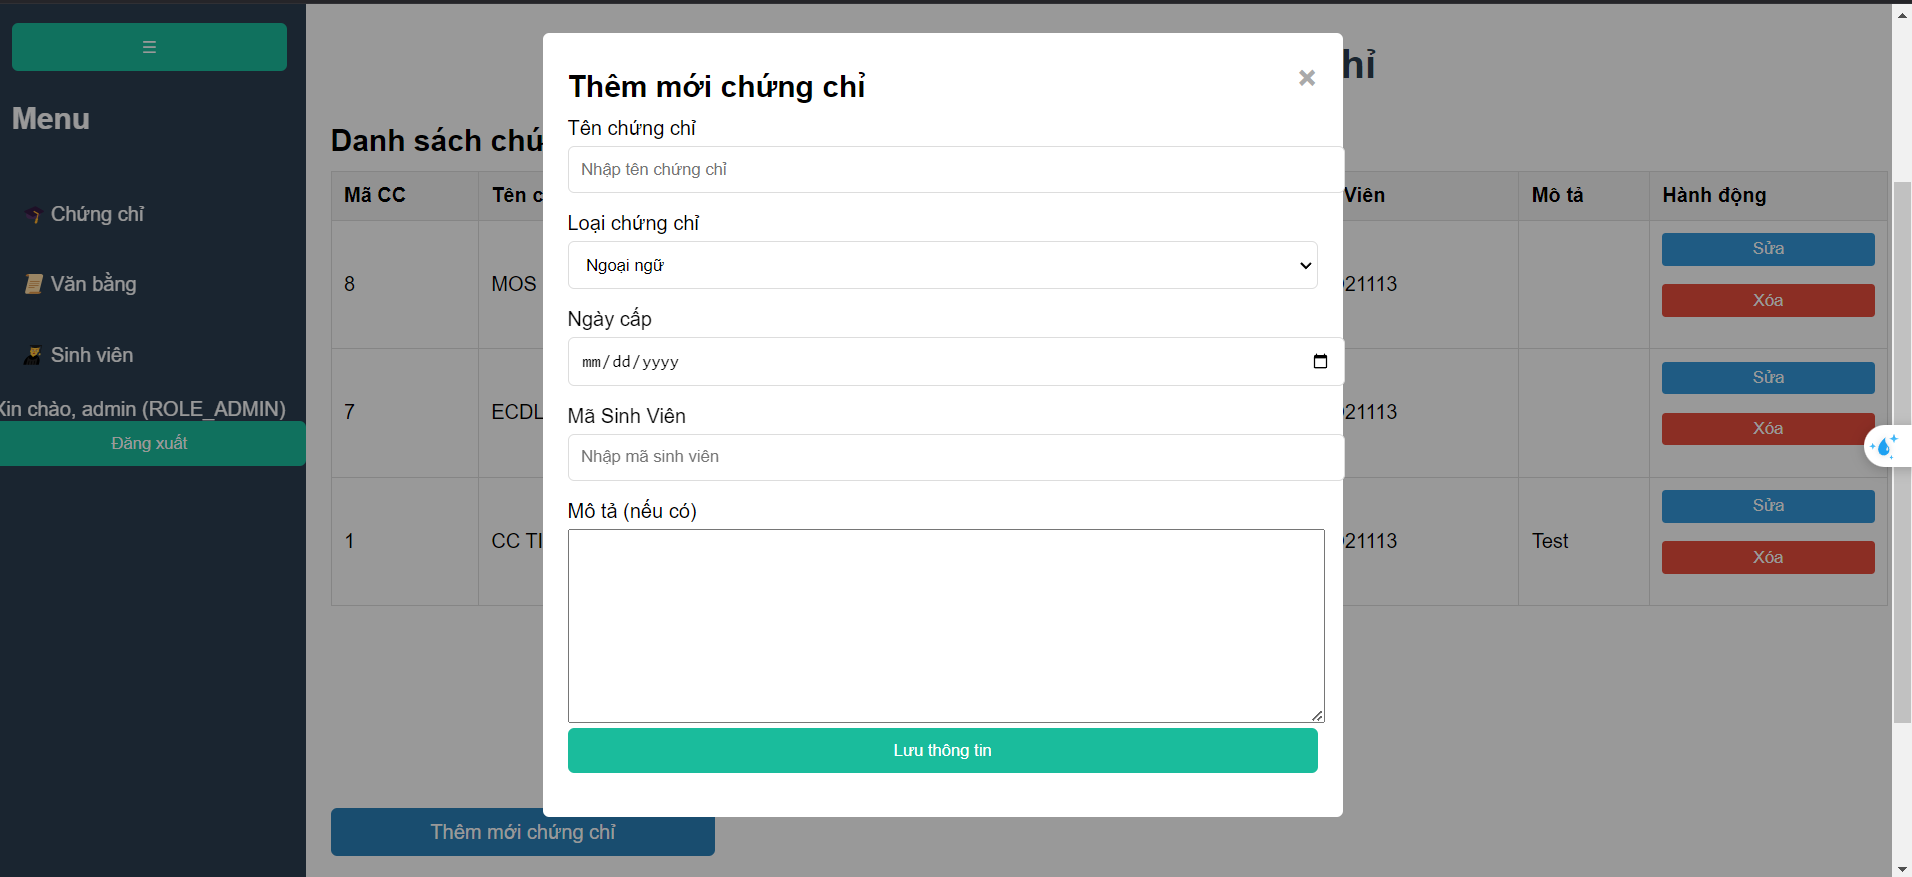 ☰
Menu
Chứng chỉ
Văn bằng
Sinh viên
Xin chào, admin (ROLE_ADMIN)
Đăng xuất
hỉ
Danh sách chứ
Mã CC
Tên c
Viên
Mô tả
Hành động
8
MOS
21113
Sửa
Xóa
7
ECDL
21113
Sửa
Xóa
1
CC TI
21113
Test
Sửa
Xóa
Thêm mới chứng chỉ
Thêm mới chứng chỉ
×
Tên chứng chỉ
Nhập tên chứng chỉ
Loại chứng chỉ
Ngoại ngữ
Ngày cấp
mm/dd/yyyy
Mã Sinh Viên
Nhập mã sinh viên
Mô tả (nếu có)
Lưu thông tin